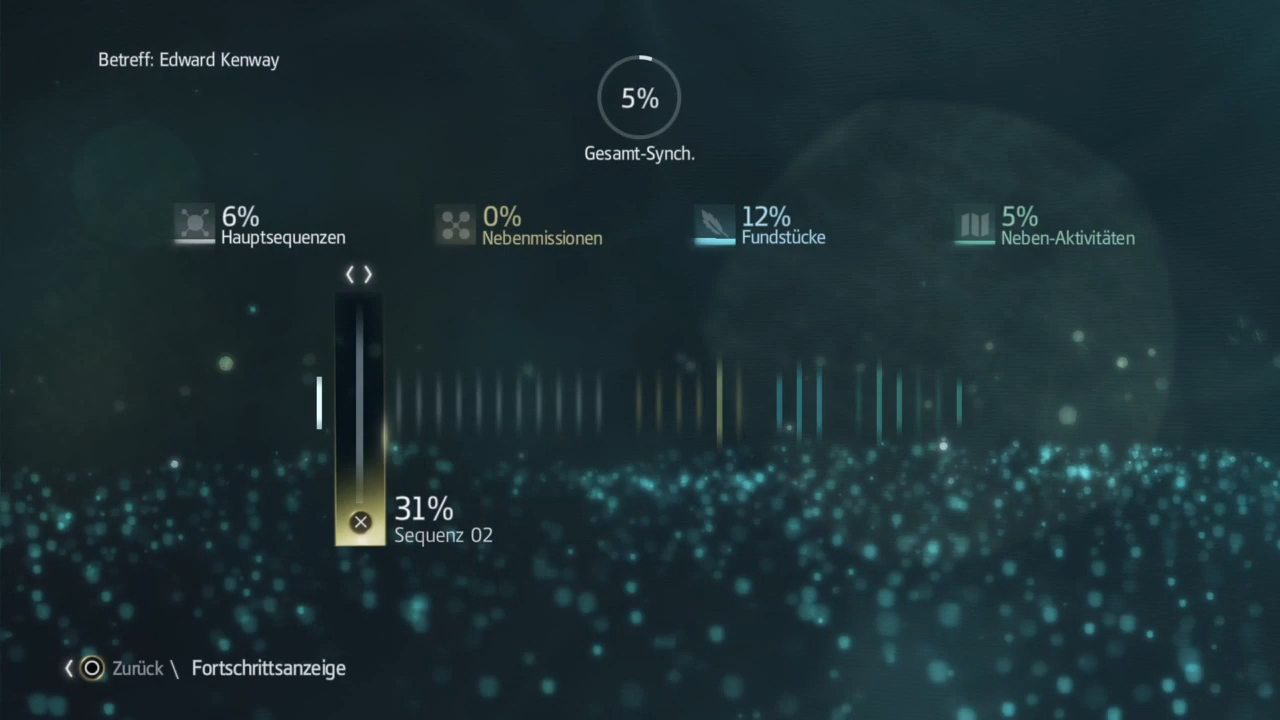 Betreff: Edward Kenway
5%
Gesamt-Synch.
6%
Hauptsequenzen
0%
Nebenmissionen
12%
Fundstücke
5%
Neben-Aktivitäten
31%
Sequenz 02
Zurück \ Fortschrittsanzeige